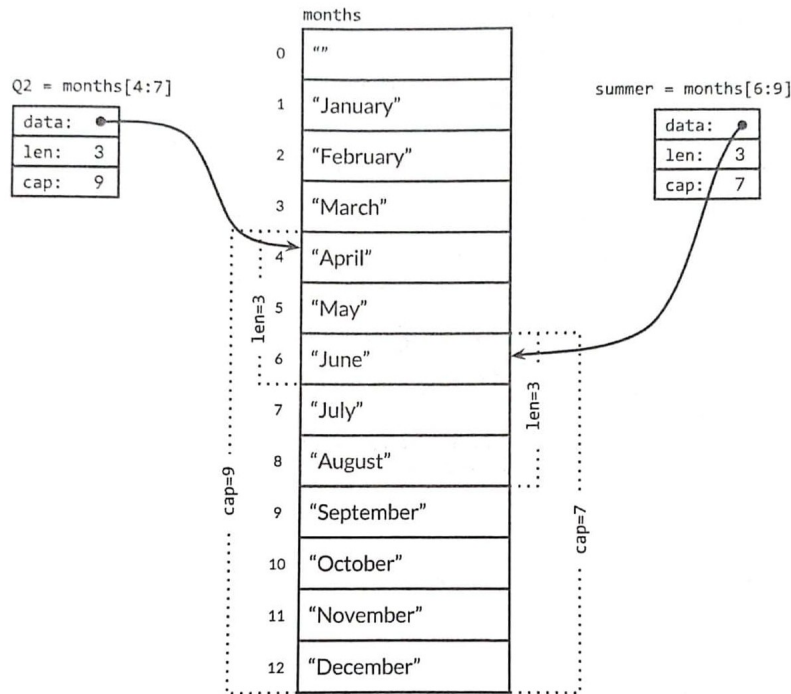 months
0 “”
Q2 = months[4:7]
data:
len: 3
cap: 9
summer = months[6:9]
data:
len: 3
cap: 7
1 “January”
2 “February”
3 “March”
4 “April”
5 “May”
6 “June”
7 “July”
8 “August”
9 “September”
10 “October”
11 “November”
12 “December”
len=3
cap=9
len=3
cap=7